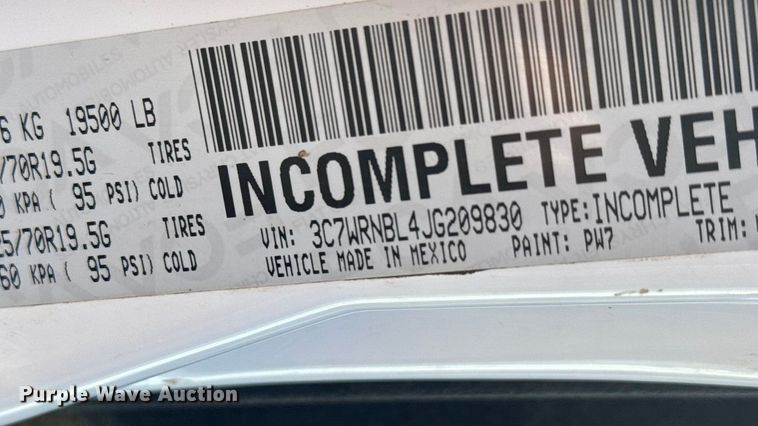 6 KG 19500 LB
/70R19.5G TIRES
0 KPA ( 95 PSI) COLD
5/70R19.5G TIRES
60 KPA ( 95 PSI) COLD
INCOMPLETE VEH
VIN: 3C7WRNBL4JG209830 TYPE:INCOMPLETE
VEHICLE MADE IN MEXICO PAINT: PW7 TRIM:
Purple Wave Auction